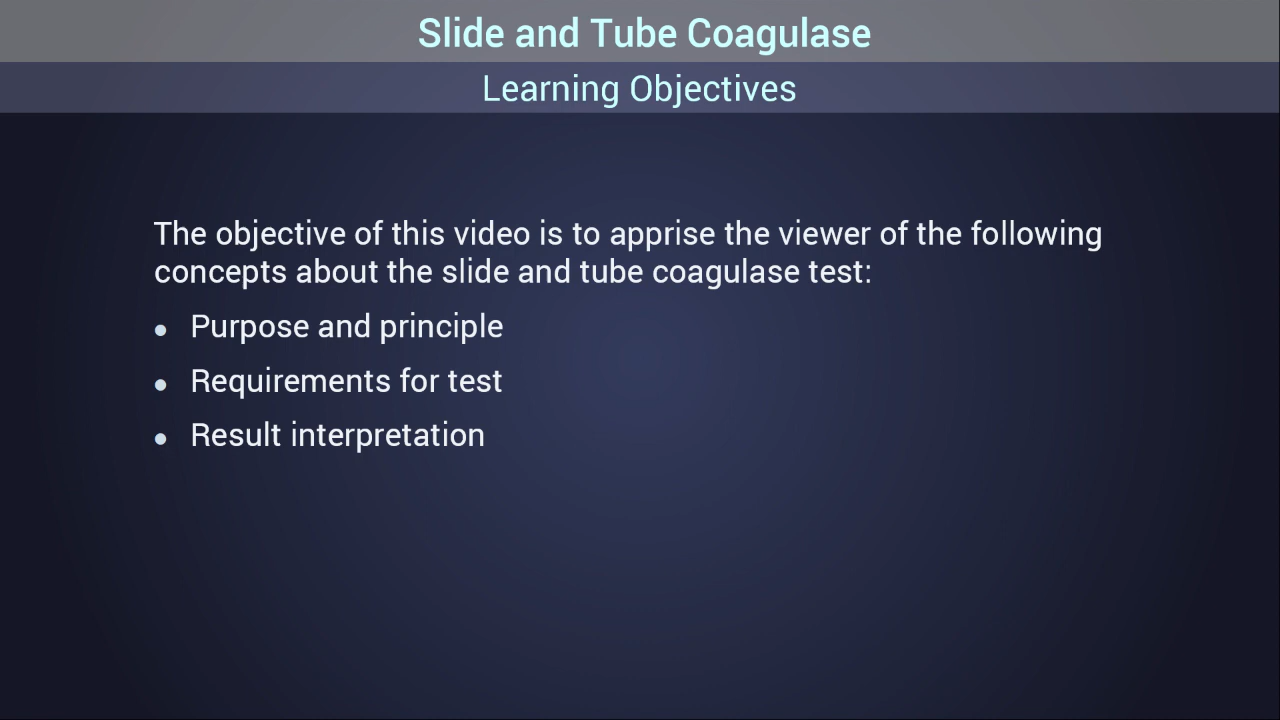 Slide and Tube Coagulase
Learning Objectives
The objective of this video is to apprise the viewer of the following
concepts about the slide and tube coagulase test:
• Purpose and principle
• Requirements for test
• Result interpretation